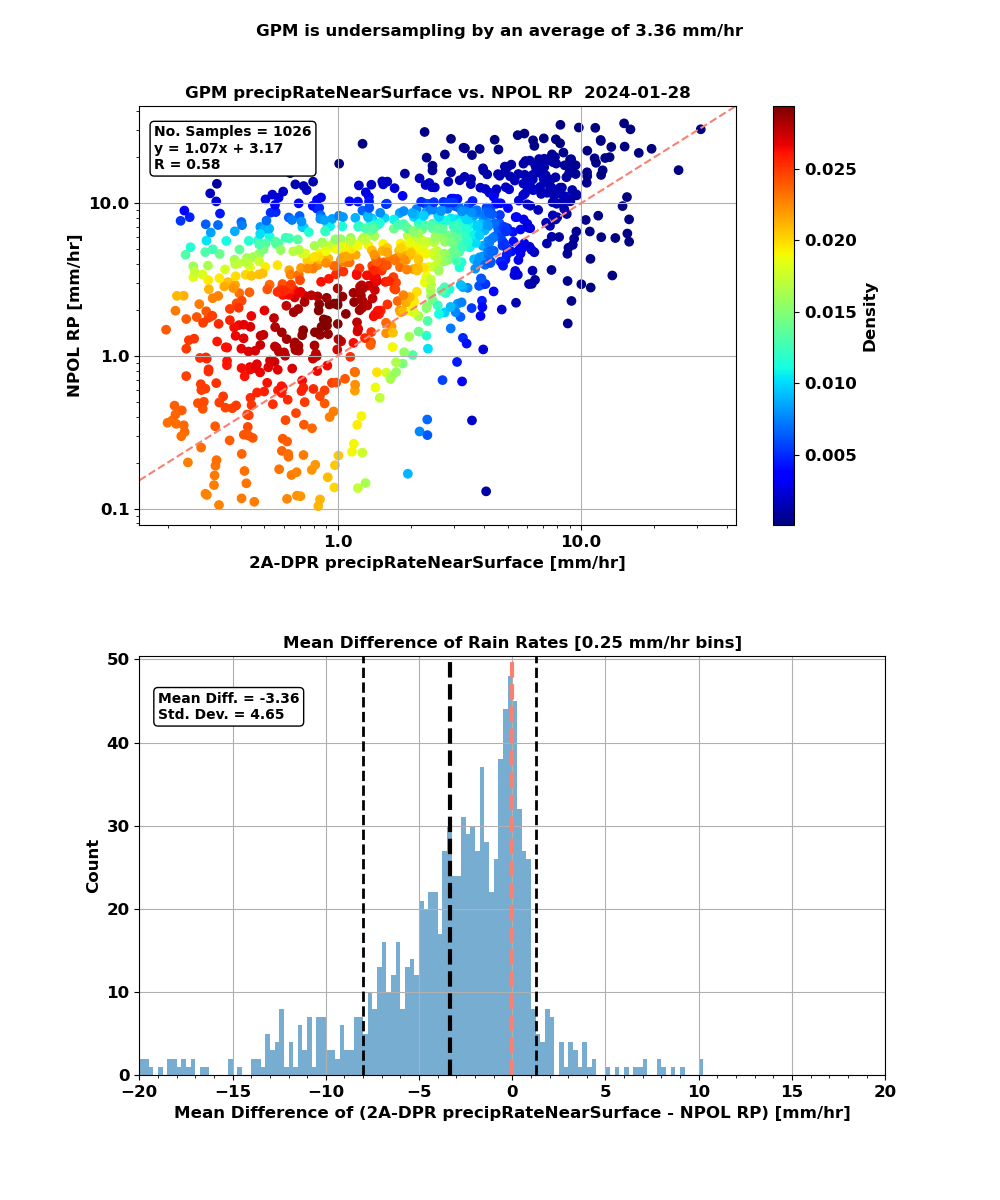 GPM is undersampling by an average of 3.36 mm/hr
GPM precipRateNearSurface vs. NPOL RP  2024-01-28
No. Samples = 1026
y = 1.07x + 3.17
R = 0.58
NPOL RP [mm/hr]
10.0
1.0
0.1
1.0
10.0
2A-DPR precipRateNearSurface [mm/hr]
0.025
0.020
0.015
0.010
0.005
Density
Mean Difference of Rain Rates [0.25 mm/hr bins]
Mean Diff. = -3.36
Std. Dev. = 4.65
Count
50
40
30
20
10
0
−20
−15
−10
−5
0
5
10
15
20
Mean Difference of (2A-DPR precipRateNearSurface - NPOL RP) [mm/hr]